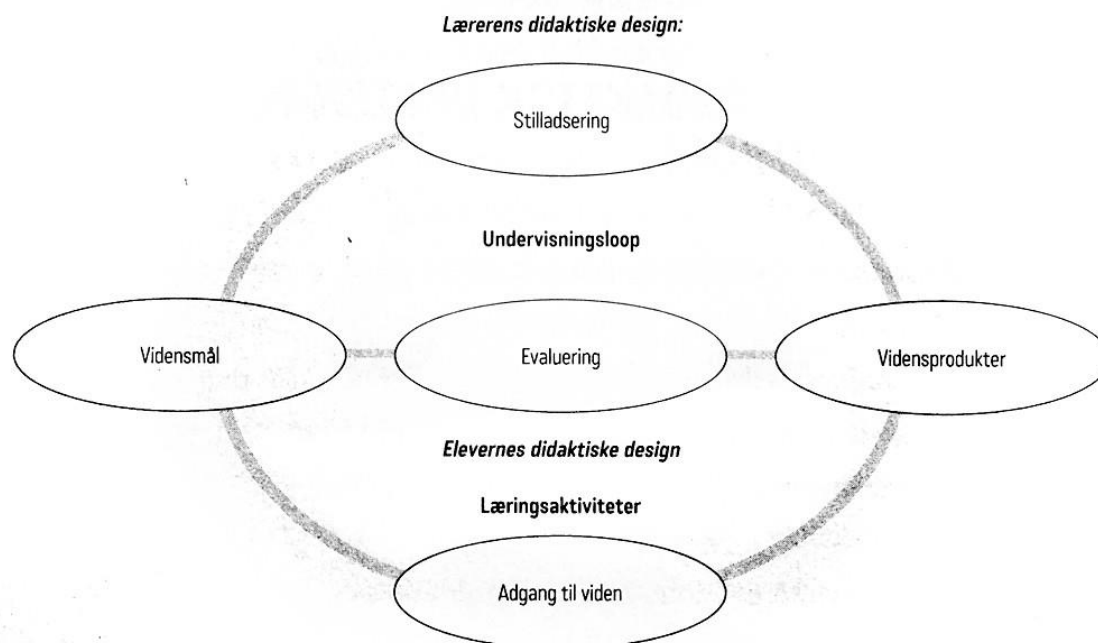 Lærerens didaktiske design:
Stilladsering
Undervisningsloop
Vidensmål
Evaluering
Vidensprodukter
Elevernes didaktiske design
Læringsaktiviteter
Adgang til viden